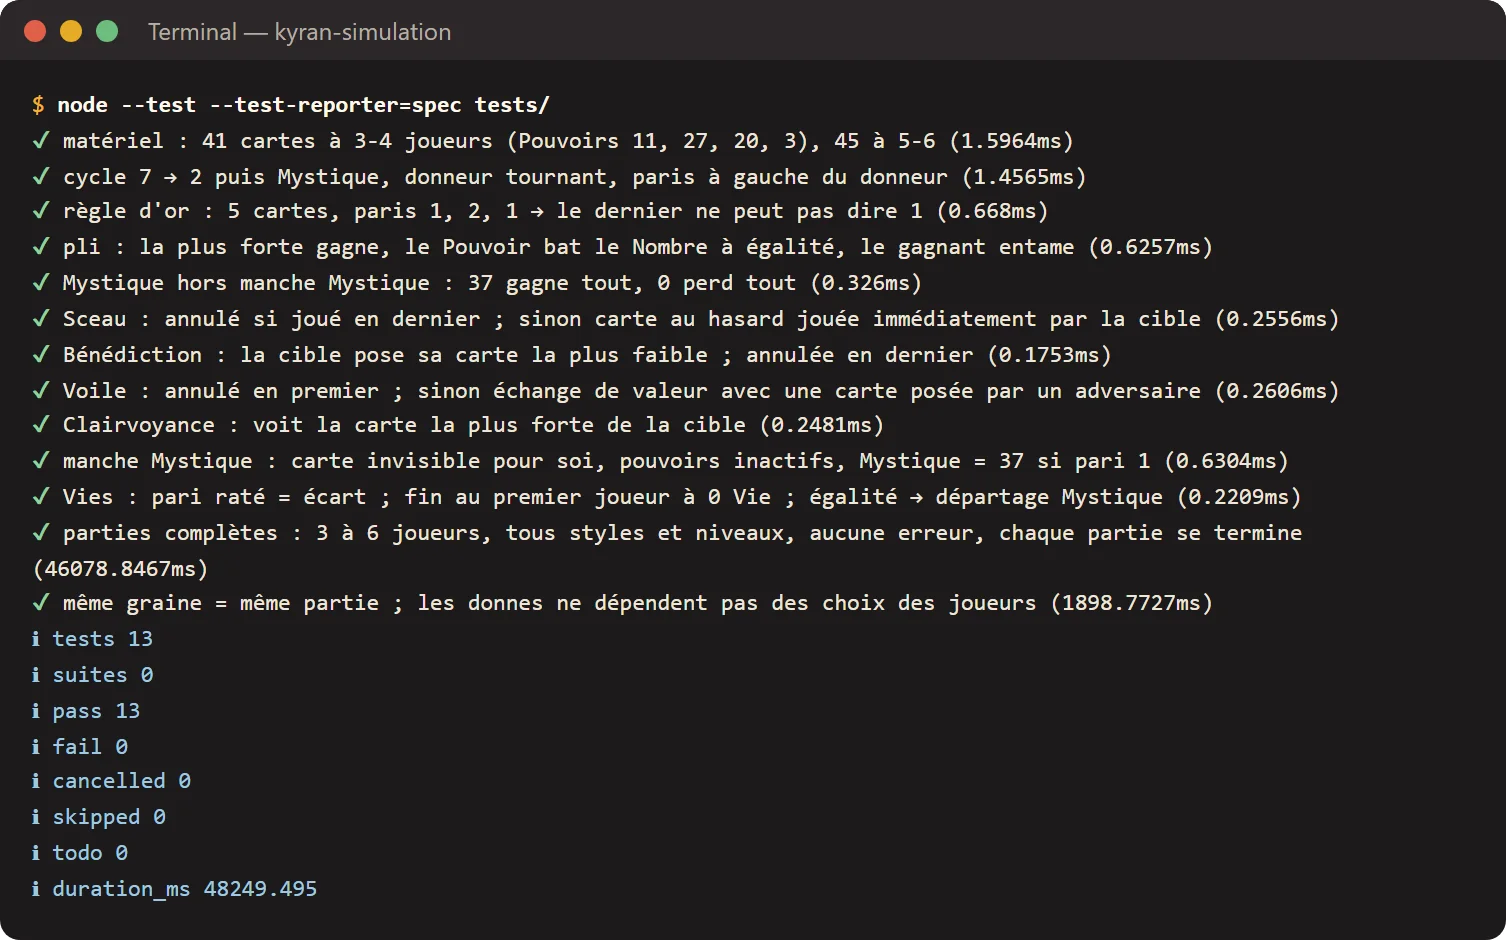 Terminal — kyran-simulation
$ node --test --test-reporter=spec tests/
✓ matériel : 41 cartes à 3-4 joueurs (Pouvoirs 11, 27, 20, 3), 45 à 5-6 (1.5964ms)
✓ cycle 7 → 2 puis Mystique, donneur tournant, paris à gauche du donneur (1.4565ms)
✓ règle d'or : 5 cartes, paris 1, 2, 1 → le dernier ne peut pas dire 1 (0.668ms)
✓ pli : la plus forte gagne, le Pouvoir bat le Nombre à égalité, le gagnant entame (0.6257ms)
✓ Mystique hors manche Mystique : 37 gagne tout, 0 perd tout (0.326ms)
✓ Sceau : annulé si joué en dernier ; sinon carte au hasard jouée immédiatement par la cible (0.2556ms)
✓ Bénédiction : la cible pose sa carte la plus faible ; annulée en dernier (0.1753ms)
✓ Voile : annulé en premier ; sinon échange de valeur avec une carte posée par un adversaire (0.2606ms)
✓ Clairvoyance : voit la carte la plus forte de la cible (0.2481ms)
✓ manche Mystique : carte invisible pour soi, pouvoirs inactifs, Mystique = 37 si pari 1 (0.6304ms)
✓ Vies : pari raté = écart ; fin au premier joueur à 0 Vie ; égalité → départage Mystique (0.2209ms)
✓ parties complètes : 3 à 6 joueurs, tous styles et niveaux, aucune erreur, chaque partie se termine
(46078.8467ms)
✓ même graine = même partie ; les donnes ne dépendent pas des choix des joueurs (1898.7727ms)
ℹ tests 13
ℹ suites 0
ℹ pass 13
ℹ fail 0
ℹ cancelled 0
ℹ skipped 0
ℹ todo 0
ℹ duration_ms 48249.495